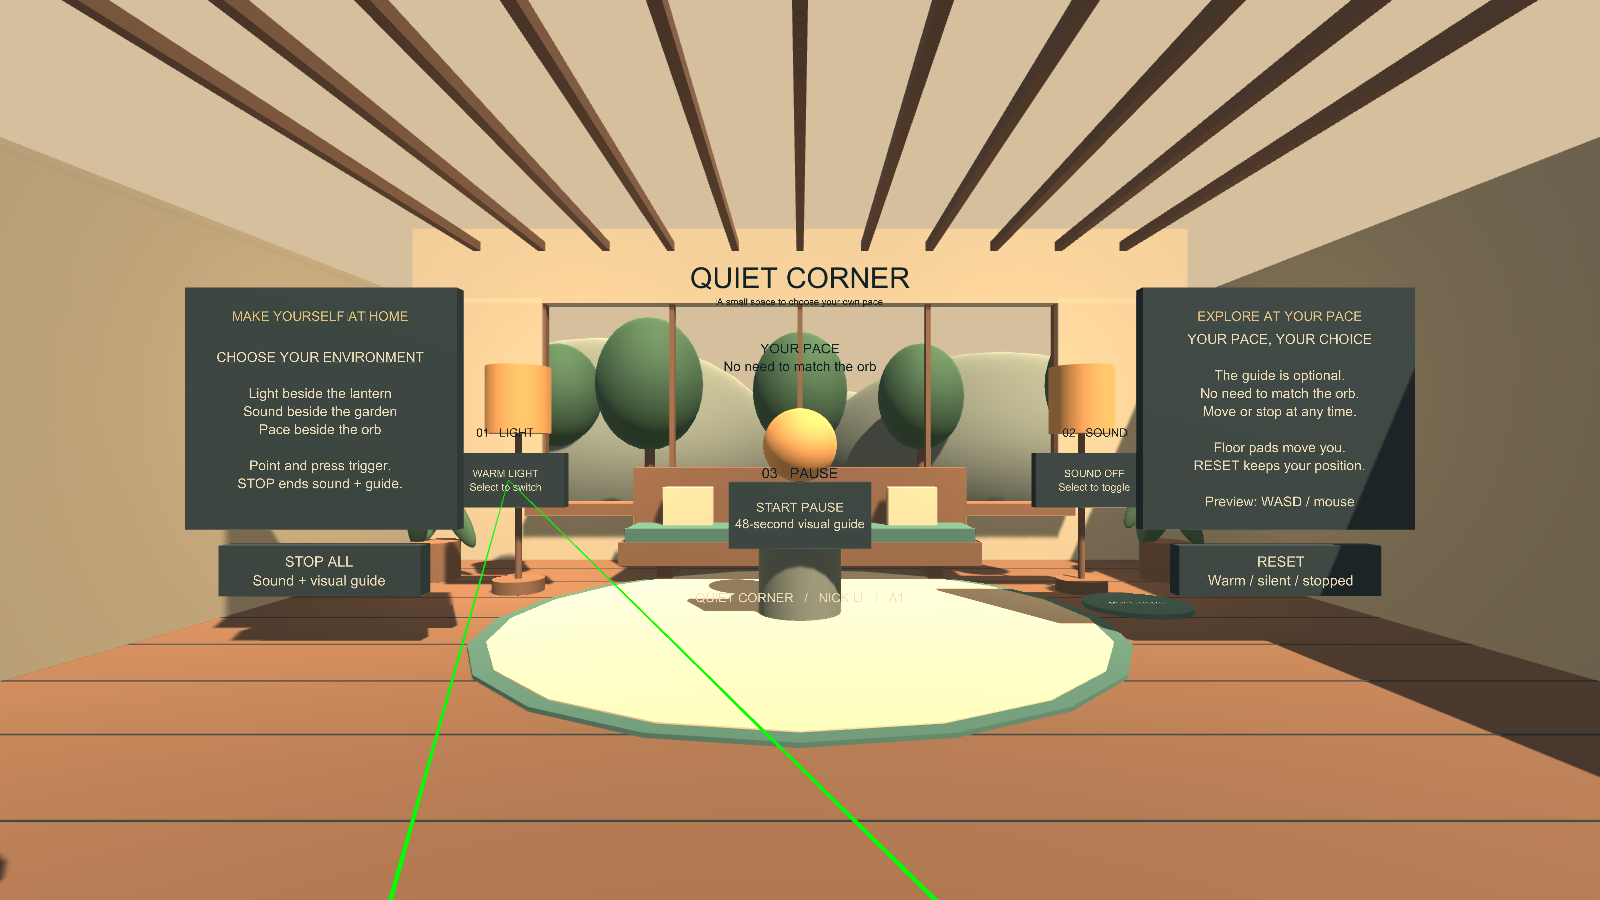 QUIET CORNER
A small space to choose your own pace
MAKE YOURSELF AT HOME
CHOOSE YOUR ENVIRONMENT
Light beside the lantern
Sound beside the garden
Pace beside the orb
Point and press trigger.
STOP ends sound + guide.
STOP ALL
Sound + visual guide
01 LIGHT
WARM LIGHT
Select to switch
YOUR PACE
No need to match the orb
03 PAUSE
START PAUSE
48-second visual guide
QUIET CORNER / NICK LI / A1
02 SOUND
SOUND OFF
Select to toggle
EXPLORE AT YOUR PACE
YOUR PACE, YOUR CHOICE
The guide is optional.
No need to match the orb.
Move or stop at any time.
Floor pads move you.
RESET keeps your position.
Preview: WASD / mouse
RESET
Warm / silent / stopped